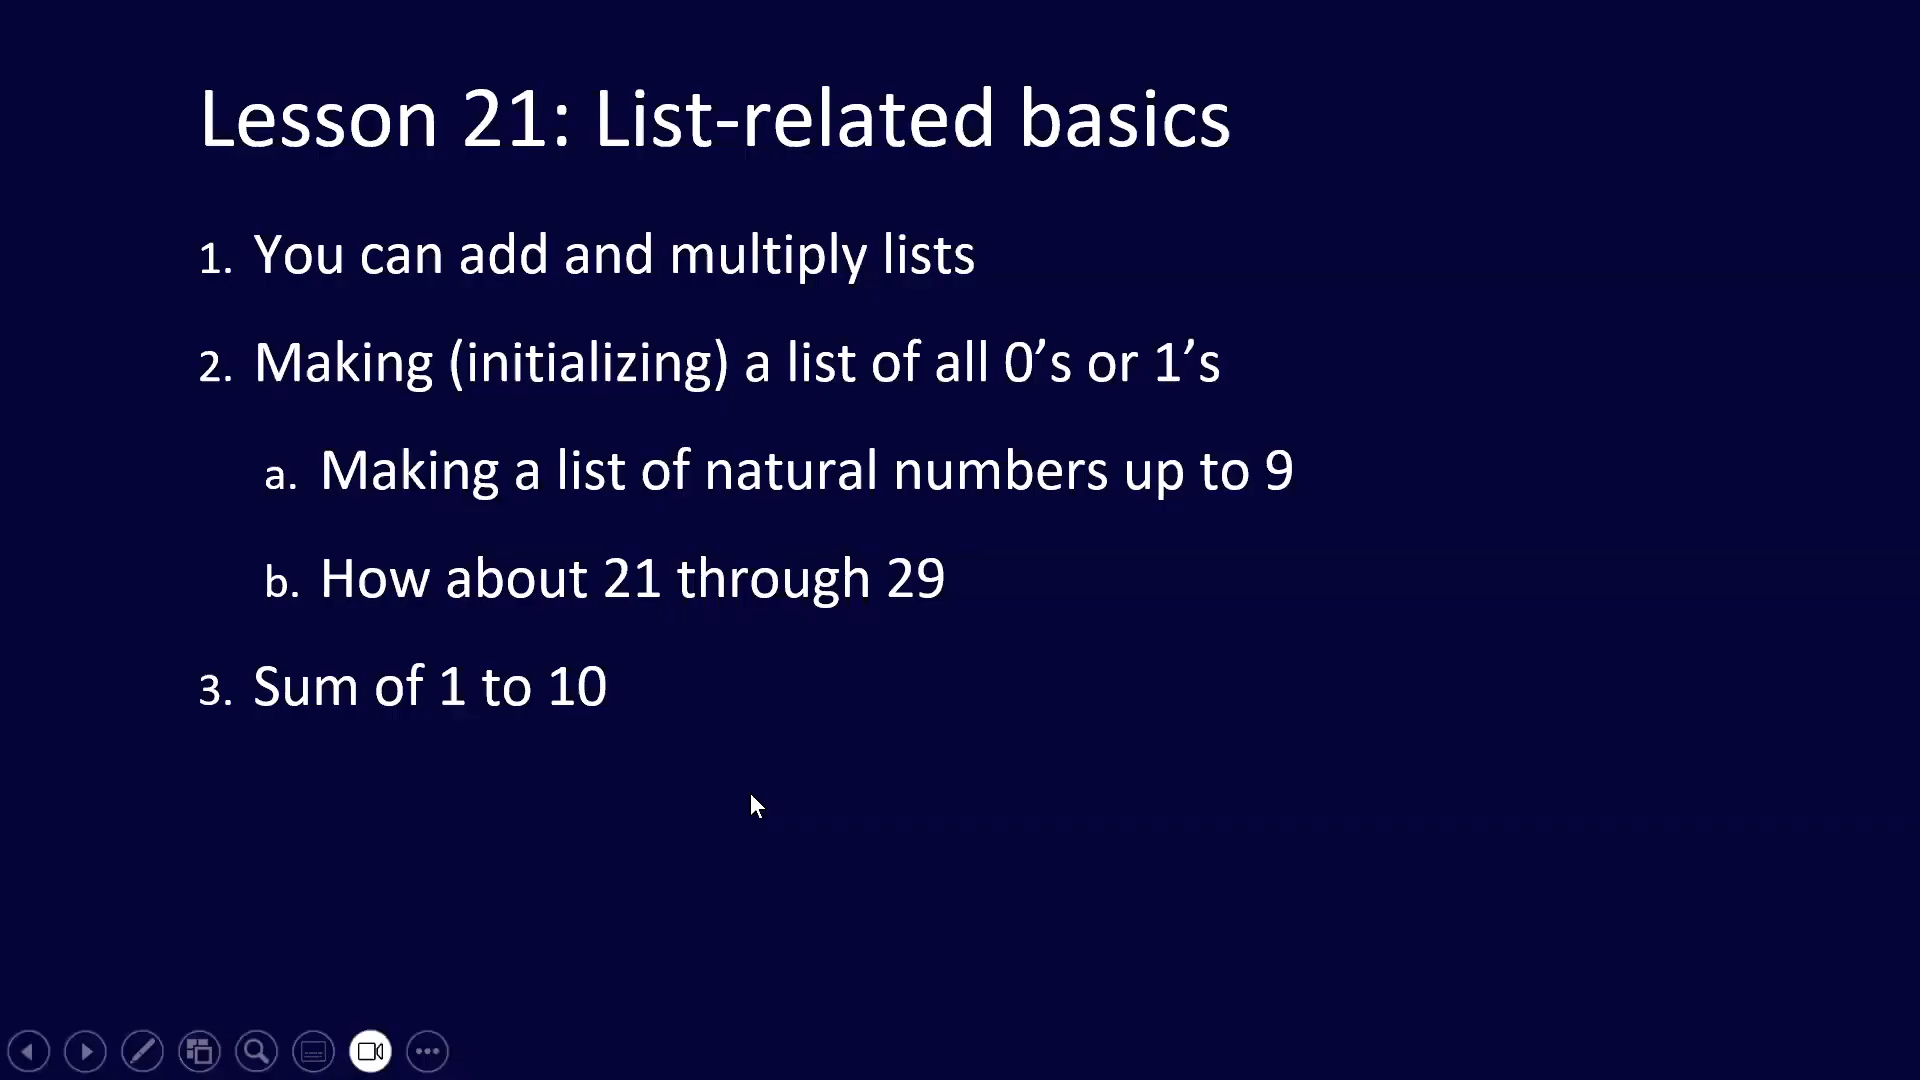 Lesson 21: List-related basics
1. You can add and multiply lists
2. Making (initializing) a list of all 0’s or 1’s
a. Making a list of natural numbers up to 9
b. How about 21 through 29
3. Sum of 1 to 10